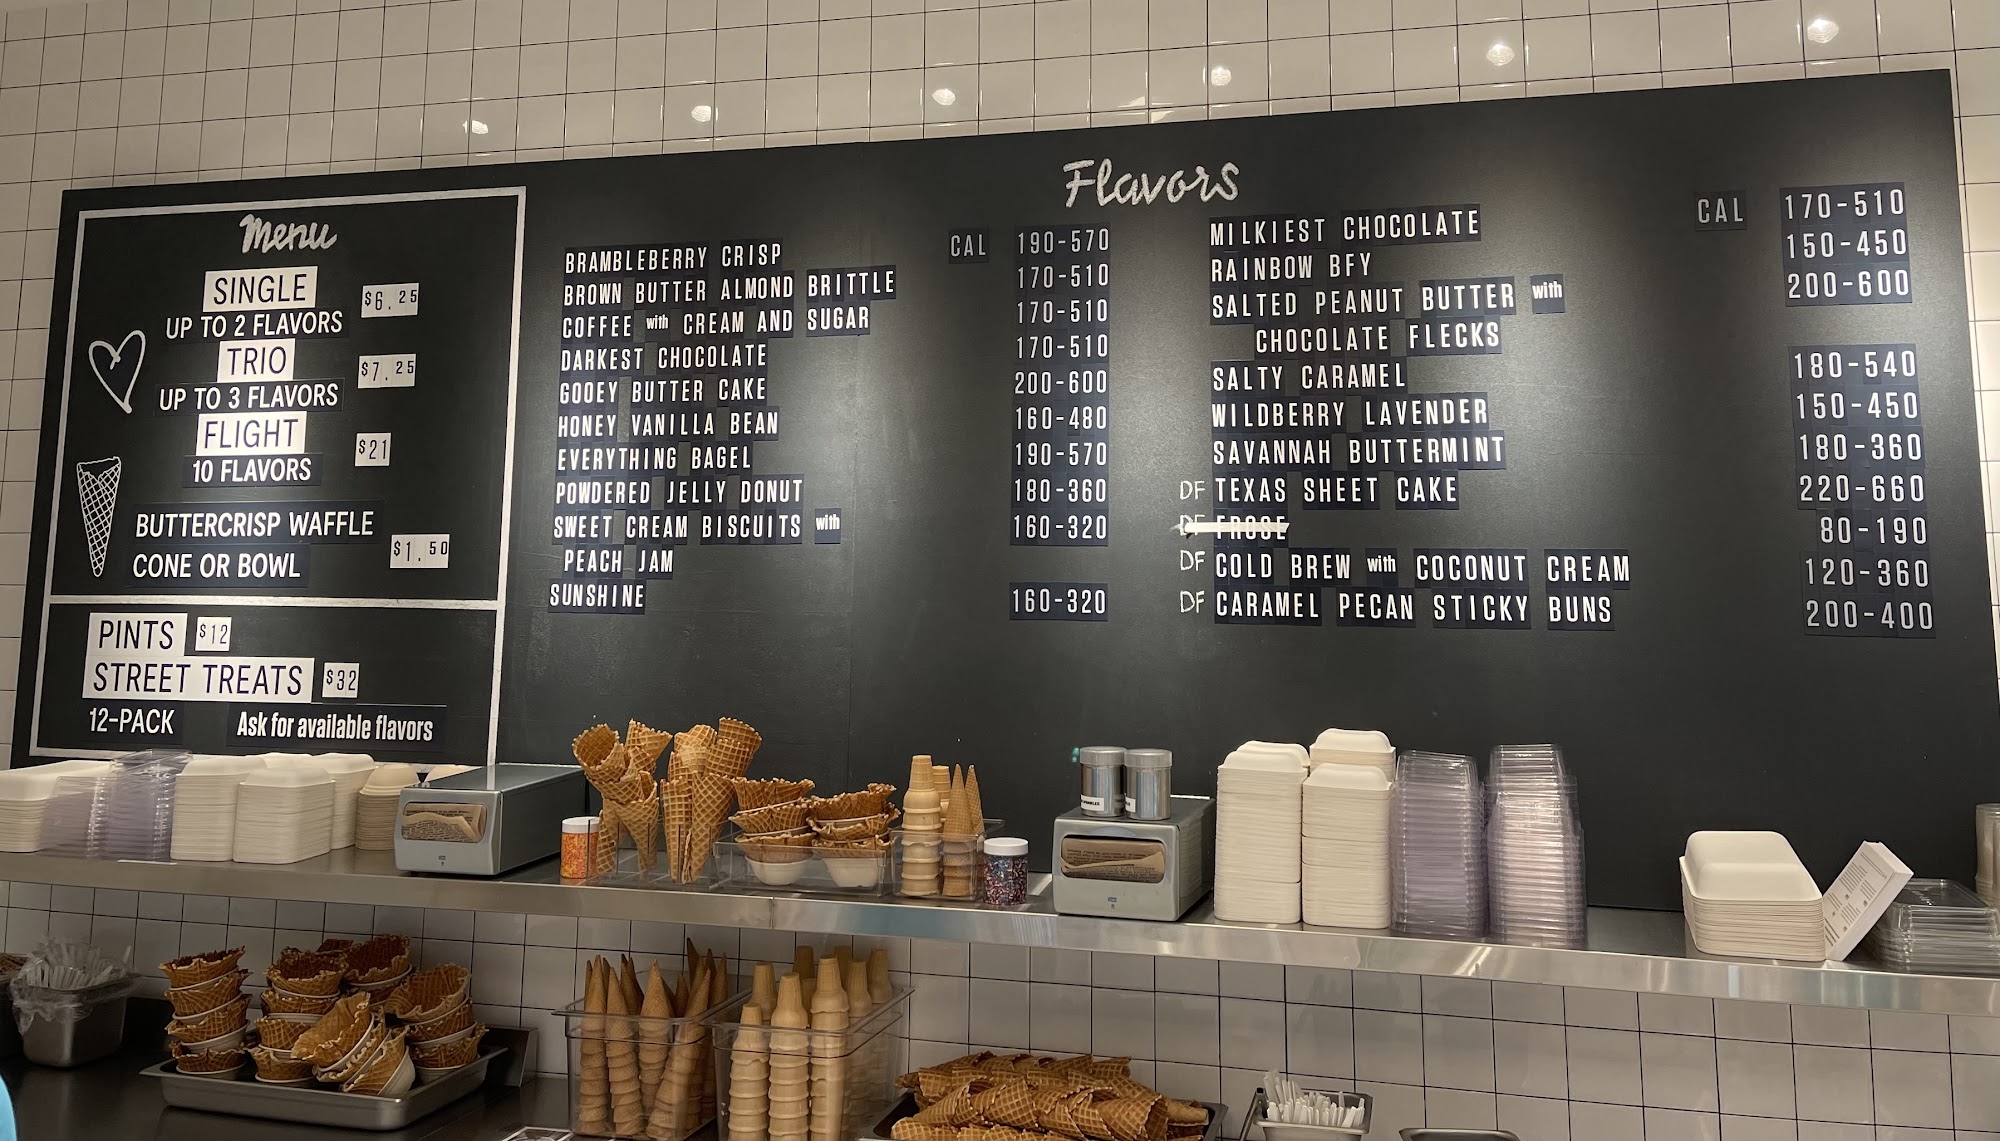 Menu
SINGLE $6.25
UP TO 2 FLAVORS
TRIO $7.25
UP TO 3 FLAVORS
FLIGHT $21
10 FLAVORS
BUTTERCRISP WAFFLE
CONE OR BOWL $1.50
PINTS $12
STREET TREATS $32
12-PACK Ask for available flavors
Flavors
BRAMBLEBERRY CRISP CAL 190-570
BROWN BUTTER ALMOND BRITTLE 170-510
COFFEE with CREAM AND SUGAR 170-510
DARKEST CHOCOLATE 170-510
GOOEY BUTTER CAKE 200-600
HONEY VANILLA BEAN 160-480
EVERYTHING BAGEL 190-570
POWDERED JELLY DONUT 180-360
SWEET CREAM BISCUITS with 160-320
PEACH JAM
SUNSHINE 160-320
MILKIEST CHOCOLATE CAL 170-510
RAINBOW BFY 150-450
SALTED PEANUT BUTTER with 200-600
CHOCOLATE FLECKS
SALTY CARAMEL 180-540
WILDBERRY LAVENDER 150-450
SAVANNAH BUTTERMINT 180-360
DF TEXAS SHEET CAKE 220-660
DF FROSE 80-190
DF COLD BREW with COCONUT CREAM 120-360
DF CARAMEL PECAN STICKY BUNS 200-400